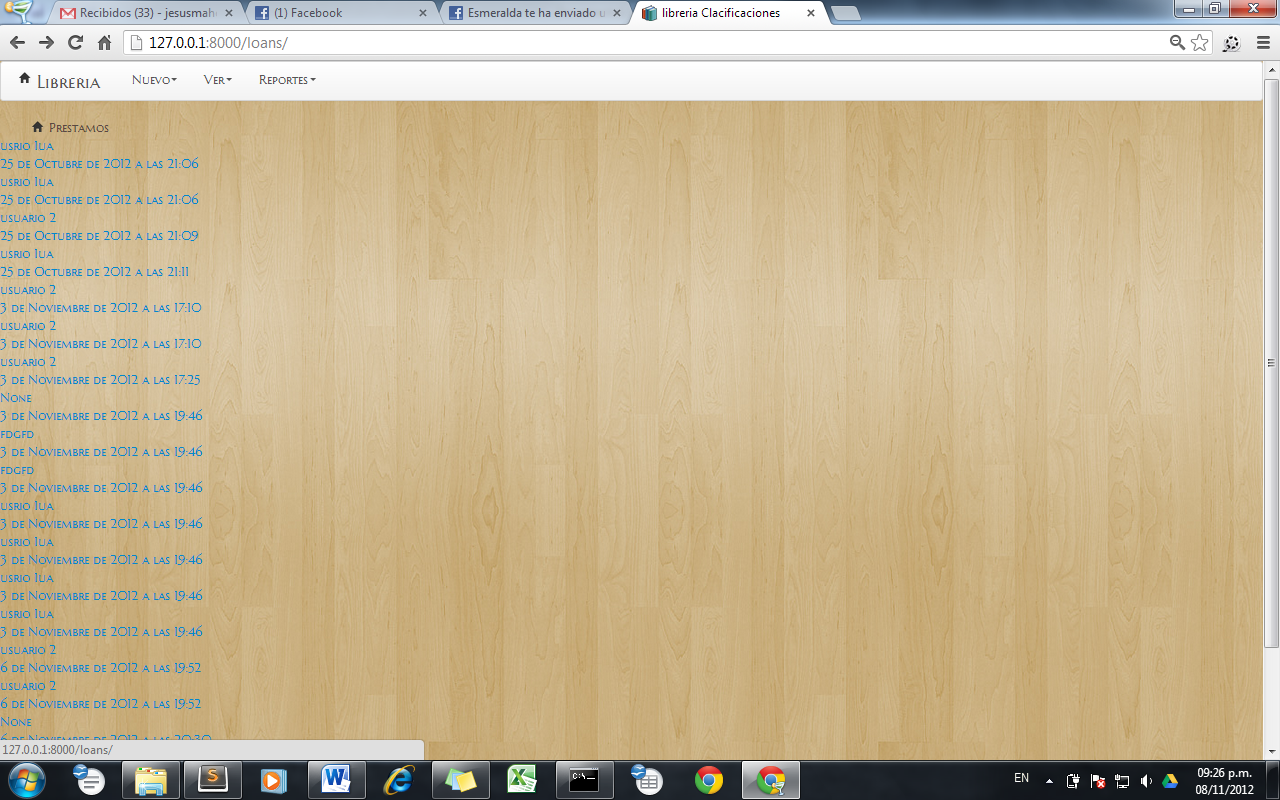 Recibidos (33) - jesusmah
(1) Facebook
Esmeralda te ha enviado u
libreria Clacificaciones
127.0.0.1:8000/loans/
Libreria
Nuevo
Ver
Reportes
Prestamos
usrio 1ua
25 de Octubre de 2012 a las 21:06
usrio 1ua
25 de Octubre de 2012 a las 21:06
usuario 2
25 de Octubre de 2012 a las 21:09
usrio 1ua
25 de Octubre de 2012 a las 21:11
usuario 2
3 de Noviembre de 2012 a las 17:10
usuario 2
3 de Noviembre de 2012 a las 17:10
usuario 2
3 de Noviembre de 2012 a las 17:25
None
3 de Noviembre de 2012 a las 19:46
fdgfd
3 de Noviembre de 2012 a las 19:46
fdgfd
3 de Noviembre de 2012 a las 19:46
usrio 1ua
3 de Noviembre de 2012 a las 19:46
usrio 1ua
3 de Noviembre de 2012 a las 19:46
usrio 1ua
3 de Noviembre de 2012 a las 19:46
usrio 1ua
3 de Noviembre de 2012 a las 19:46
usuario 2
6 de Noviembre de 2012 a las 19:52
usuario 2
6 de Noviembre de 2012 a las 19:52
None
6 de Noviembre de 2012 a las 20:30
127.0.0.1:8000/loans/
EN
09:26 p.m.
08/11/2012